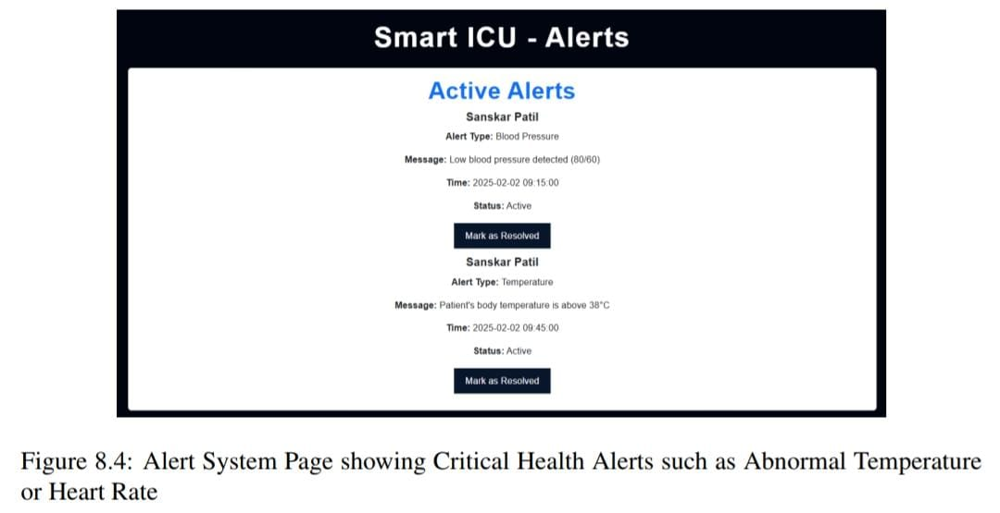 Smart ICU - Alerts
Active Alerts
Sanskar Patil
Alert Type: Blood Pressure
Message: Low blood pressure detected (80/60)
Time: 2025-02-02 09:15:00
Status: Active
Mark as Resolved
Sanskar Patil
Alert Type: Temperature
Message: Patient's body temperature is above 38°C
Time: 2025-02-02 09:45:00
Status: Active
Mark as Resolved
Figure 8.4: Alert System Page showing Critical Health Alerts such as Abnormal Temperature
or Heart Rate